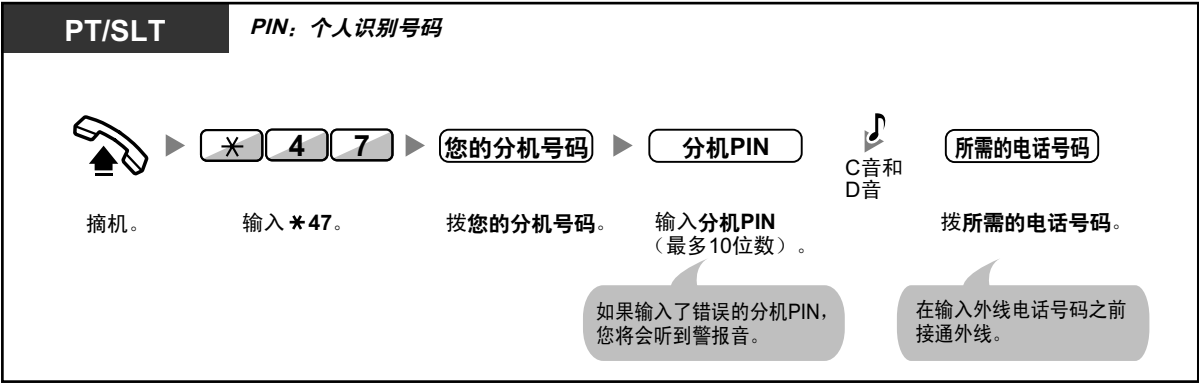 PT/SLT
PIN：个人识别号码
✳ 4 7
您的分机号码
分机PIN
C音和
D音
所需的电话号码
摘机。
输入✳47。
拨您的分机号码。
输入分机PIN
（最多10位数）。
拨所需的电话号码。
如果输入了错误的分机PIN，
您将会听到警报音。
在输入外线电话号码之前
接通外线。